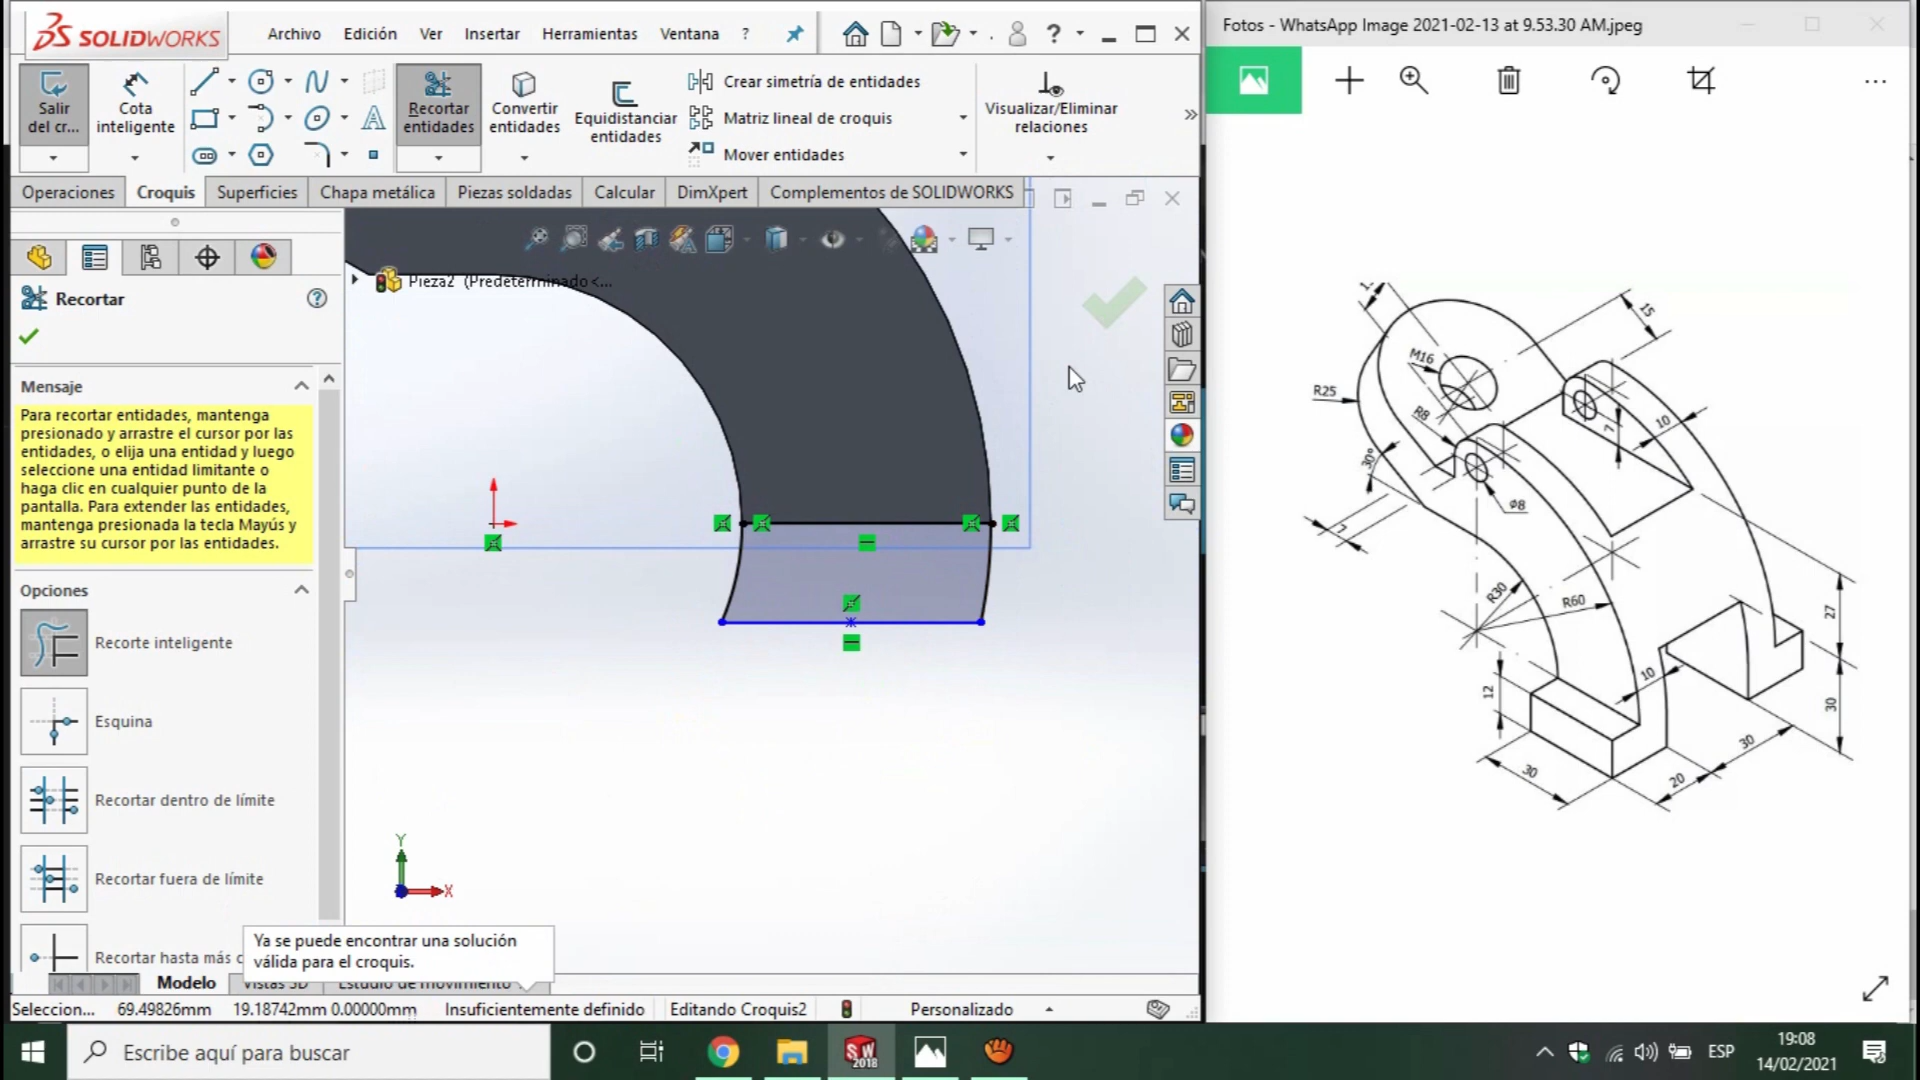 SOLIDWORKS
Archivo Edición Ver Insertar Herramientas Ventana ?
Fotos - WhatsApp Image 2021-02-13 at 9.53.30 AM.jpeg
Salir
del cr...
Cota
inteligente
Recortar
entidades
Convertir
entidades
Equidistanciar
entidades
Crear simetría de entidades
Matriz lineal de croquis
Mover entidades
Visualizar/Eliminar
relaciones
Operaciones Croquis Superficies Chapa metálica Piezas soldadas Calcular DimXpert Complementos de SOLIDWORKS
Pieza2 (Predeterminado<...
Recortar
Mensaje
Para recortar entidades, mantenga
presionado y arrastre el cursor por las
entidades, o elija una entidad y luego
seleccione una entidad limitante o
haga clic en cualquier punto de la
pantalla. Para extender las entidades,
mantenga presionada la tecla Mayús y
arrastre su cursor por las entidades.
Opciones
Recorte inteligente
Esquina
Recortar dentro de límite
Recortar fuera de límite
Recortar hasta más c
Ya se puede encontrar una solución
válida para el croquis.
Y
X
Modelo Vistas 3D Estudio de movimiento
Seleccion... 69.49826mm 19.18742mm 0.00000mm Insuficientemente definido Editando Croquis2 Personalizado
15
M16
R25
R8
10
7
30°
Ø8
7
R30
R60
27
12
10
30
30
30
20
Escribe aquí para buscar
SW
2018
ESP
19:08
14/02/2021